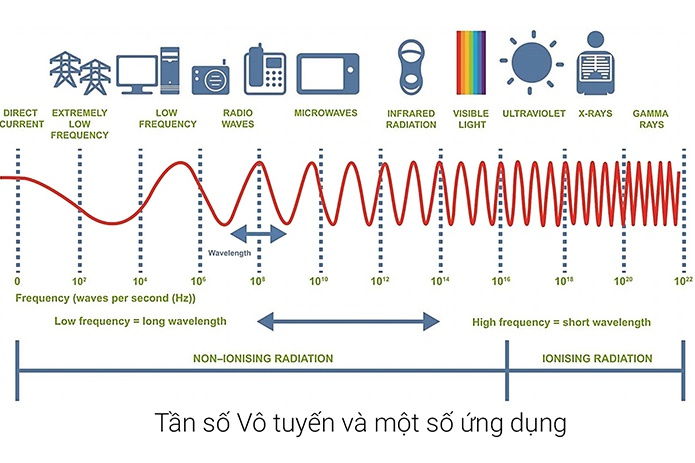 DIRECT CURRENT
EXTREMELY LOW FREQUENCY
LOW FREQUENCY
RADIO WAVES
MICROWAVES
INFRARED RADIATION
VISIBLE LIGHT
ULTRAVIOLET
X-RAYS
GAMMA RAYS
Wavelength
0 10² 10⁴ 10⁶ 10⁸ 10¹⁰ 10¹² 10¹⁴ 10¹⁶ 10¹⁸ 10²⁰ 10²²
Frequency (waves per second (Hz))
Low frequency = long wavelength High frequency = short wavelength
NON–IONISING RADIATION IONISING RADIATION
Tần số Vô tuyến và một số ứng dụng